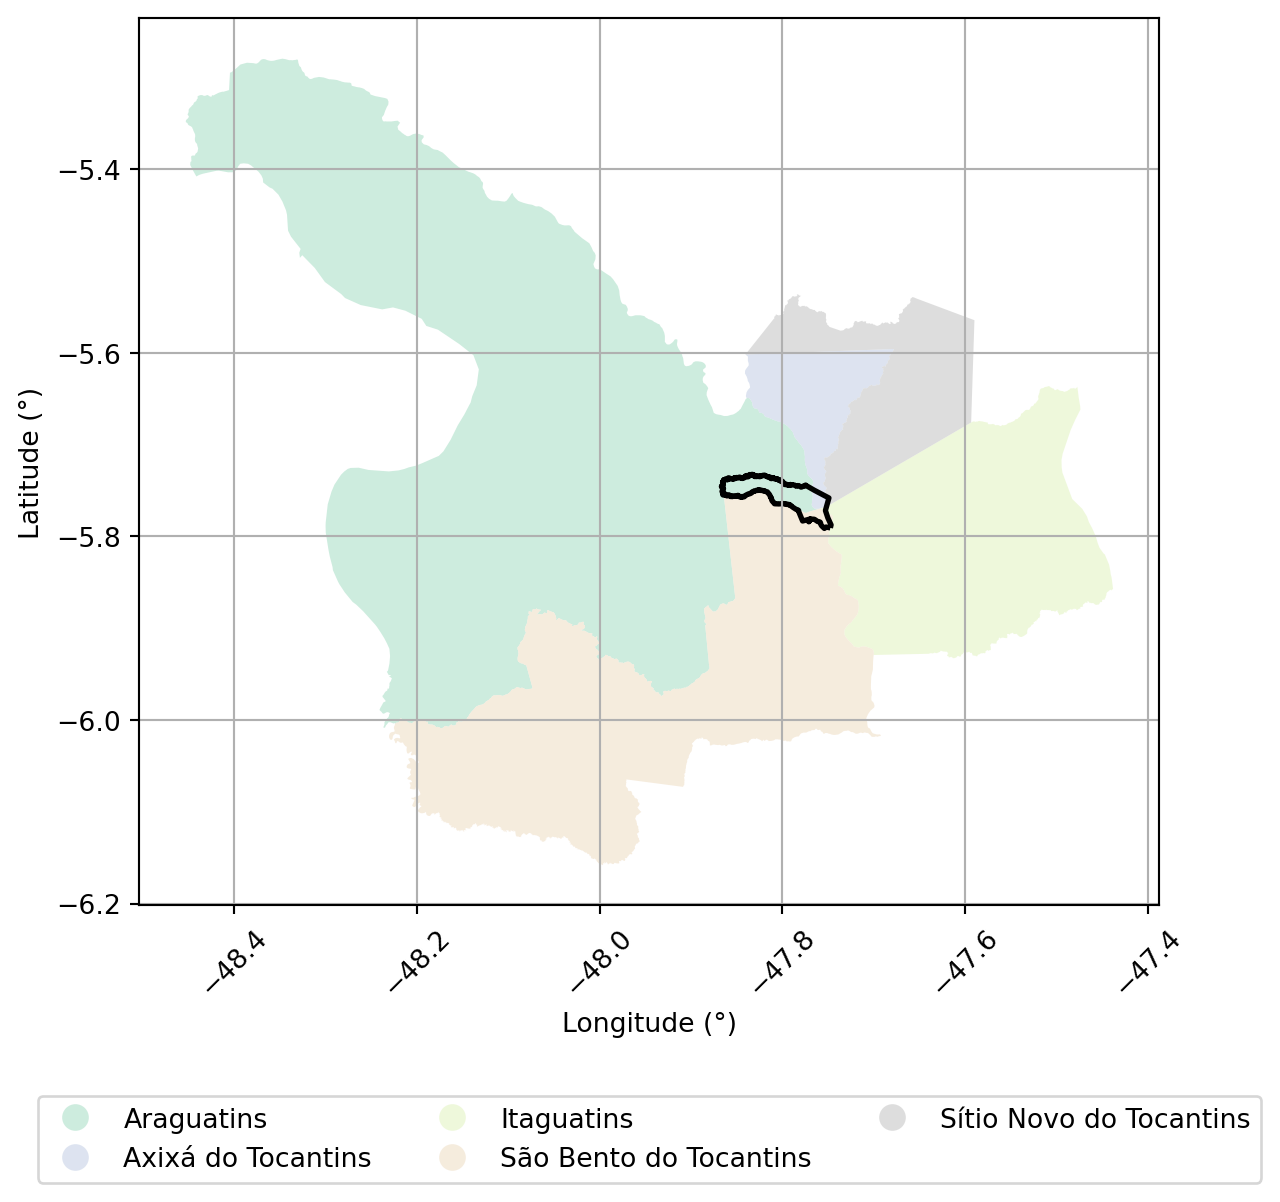 −5.4
−5.6
−5.8
−6.0
−6.2
Latitude (°)
−48.4
−48.2
−48.0
−47.8
−47.6
−47.4
Longitude (°)
Araguatins
Itaguatins
Sítio Novo do Tocantins
Axixá do Tocantins
São Bento do Tocantins